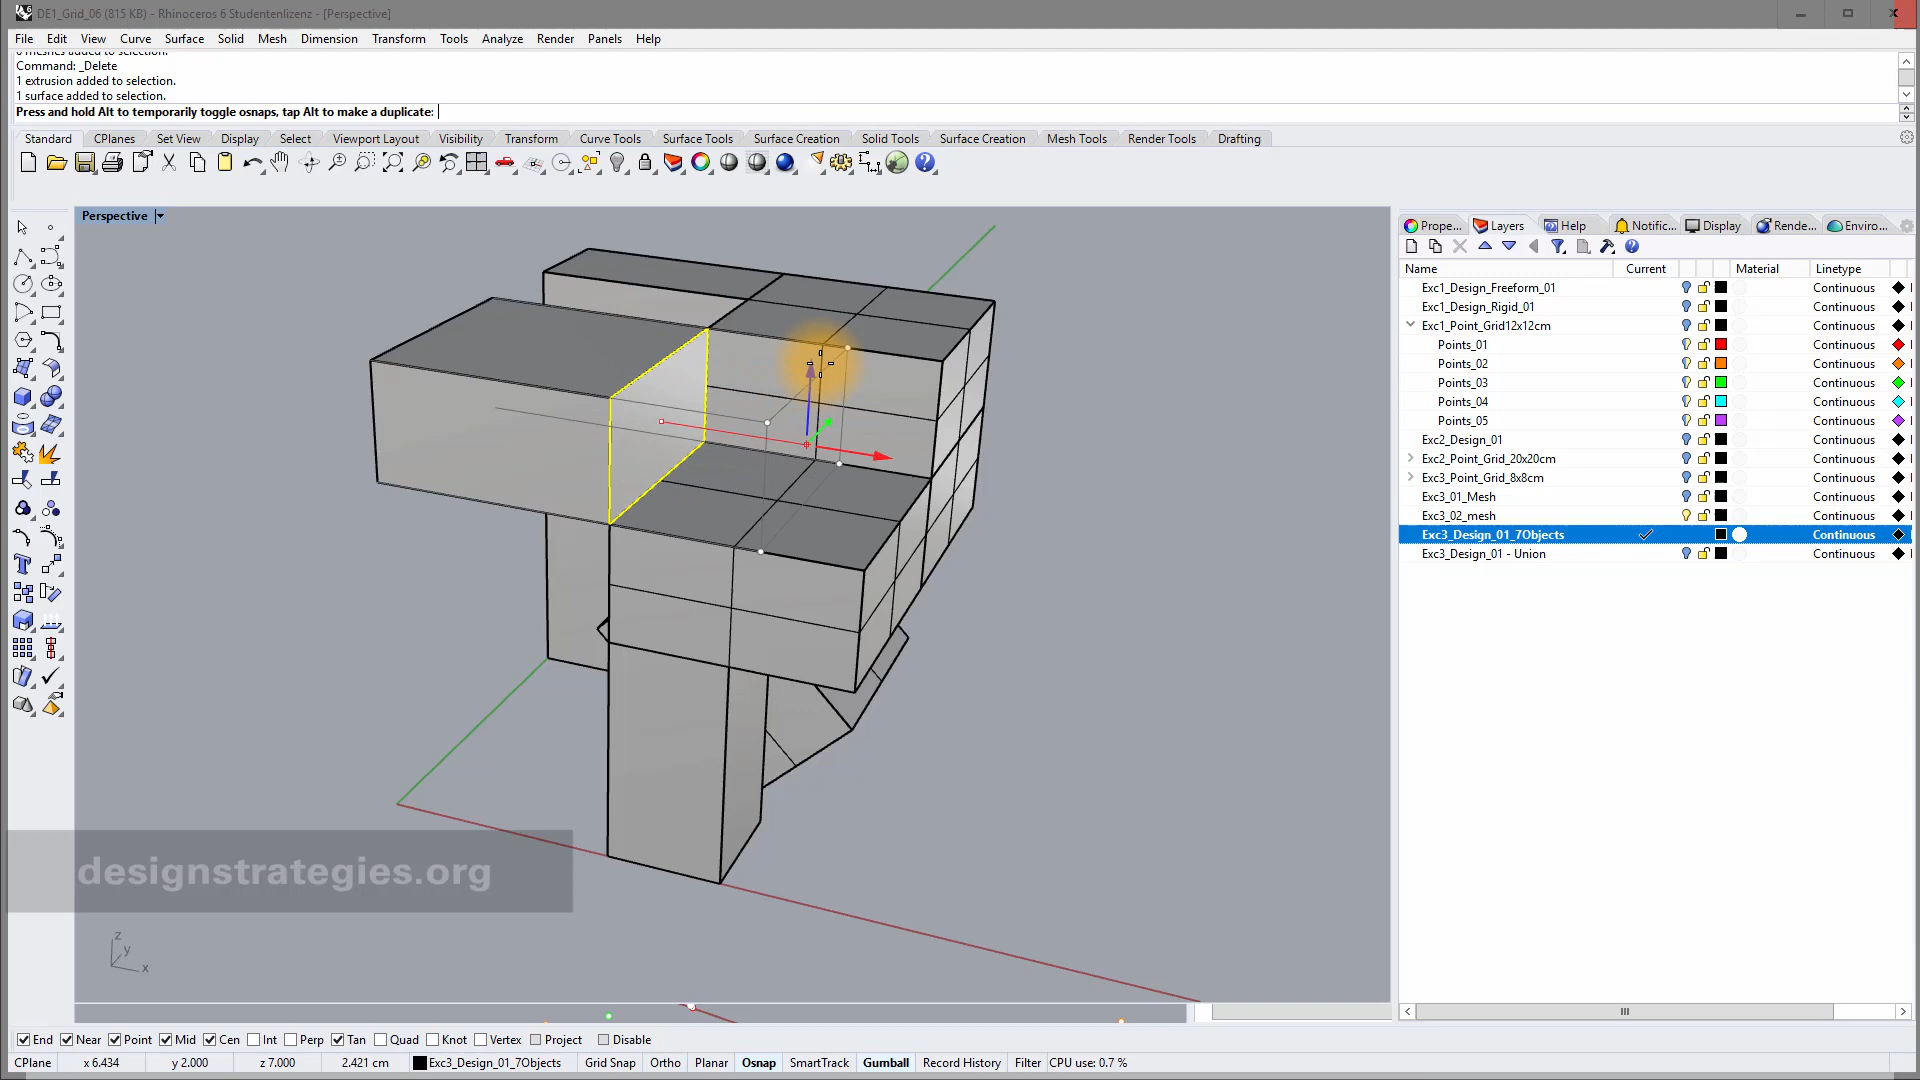 DE1_Grid_06 (815 KB) - Rhinoceros 6 Studentenlizenz - [Perspective]
File Edit View Curve Surface Solid Mesh Dimension Transform Tools Analyze Render Panels Help
Command: _Delete
1 extrusion added to selection.
1 surface added to selection.
Press and hold Alt to temporarily toggle osnaps, tap Alt to make a duplicate:
Standard CPlanes Set View Display Select Viewport Layout Visibility Transform Curve Tools Surface Tools Surface Creation Solid Tools Surface Creation Mesh Tools Render Tools Drafting
Perspective
Prope... Layers Help Notific... Display Rende... Enviro...
Name Current Material Linetype
Exc1_Design_Freeform_01 Continuous
Exc1_Design_Rigid_01 Continuous
Exc1_Point_Grid12x12cm Continuous
Points_01 Continuous
Points_02 Continuous
Points_03 Continuous
Points_04 Continuous
Points_05 Continuous
Exc2_Design_01 Continuous
Exc2_Point_Grid_20x20cm Continuous
Exc3_Point_Grid_8x8cm Continuous
Exc3_01_Mesh Continuous
Exc3_02_mesh Continuous
Exc3_Design_01_7Objects Continuous
Exc3_Design_01 - Union Continuous
designstrategies.org
z
y
x
End Near Point Mid Cen Int Perp Tan Quad Knot Vertex Project Disable
CPlane x 6.434 y 2.000 z 7.000 2.421 cm Exc3_Design_01_7Objects Grid Snap Ortho Planar Osnap SmartTrack Gumball Record History Filter CPU use: 0.7 %